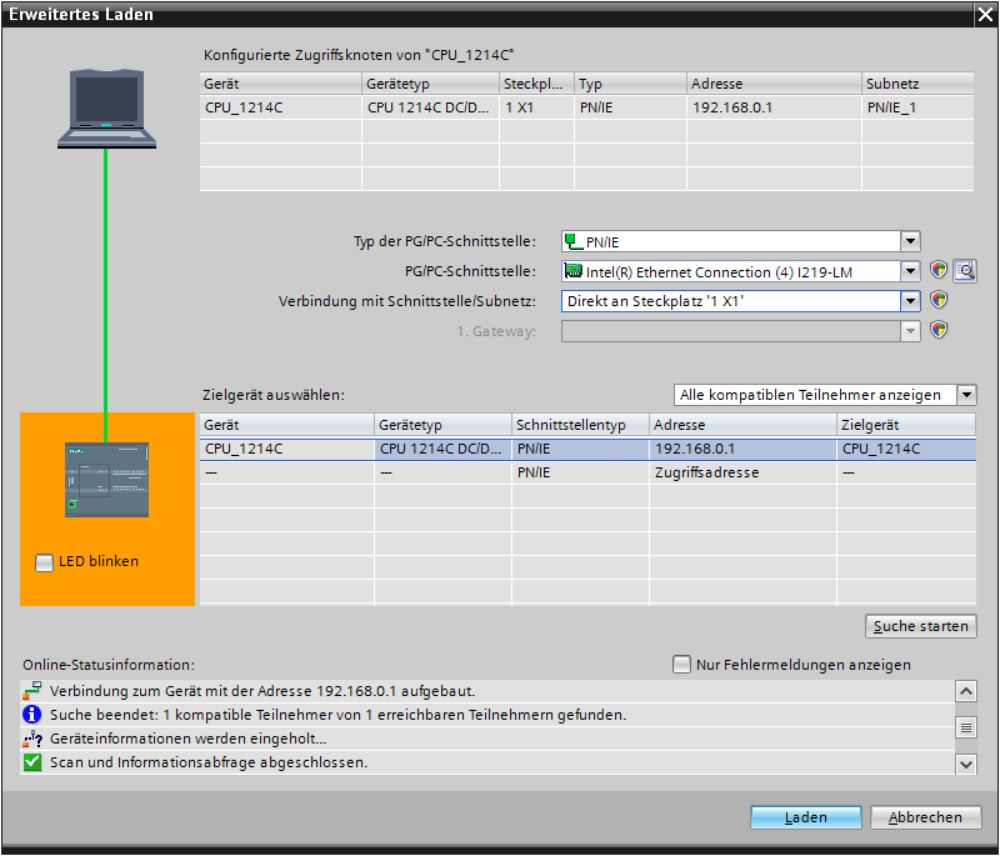 Erweitertes Laden
Konfigurierte Zugriffsknoten von "CPU_1214C"
Gerät Gerätetyp Steckpl... Typ Adresse Subnetz
CPU_1214C CPU 1214C DC/D... 1 X1 PN/IE 192.168.0.1 PN/IE_1
Typ der PG/PC-Schnittstelle: PN/IE
PG/PC-Schnittstelle: Intel(R) Ethernet Connection (4) I219-LM
Verbindung mit Schnittstelle/Subnetz: Direkt an Steckplatz '1 X1'
1. Gateway:
Zielgerät auswählen: Alle kompatiblen Teilnehmer anzeigen
Gerät Gerätetyp Schnittstellentyp Adresse Zielgerät
CPU_1214C CPU 1214C DC/D... PN/IE 192.168.0.1 CPU_1214C
— — PN/IE Zugriffsadresse —
LED blinken
Suche starten
Online-Statusinformation: Nur Fehlermeldungen anzeigen
Verbindung zum Gerät mit der Adresse 192.168.0.1 aufgebaut.
Suche beendet: 1 kompatible Teilnehmer von 1 erreichbaren Teilnehmern gefunden.
Geräteinformationen werden eingeholt...
Scan und Informationsabfrage abgeschlossen.
Laden Abbrechen